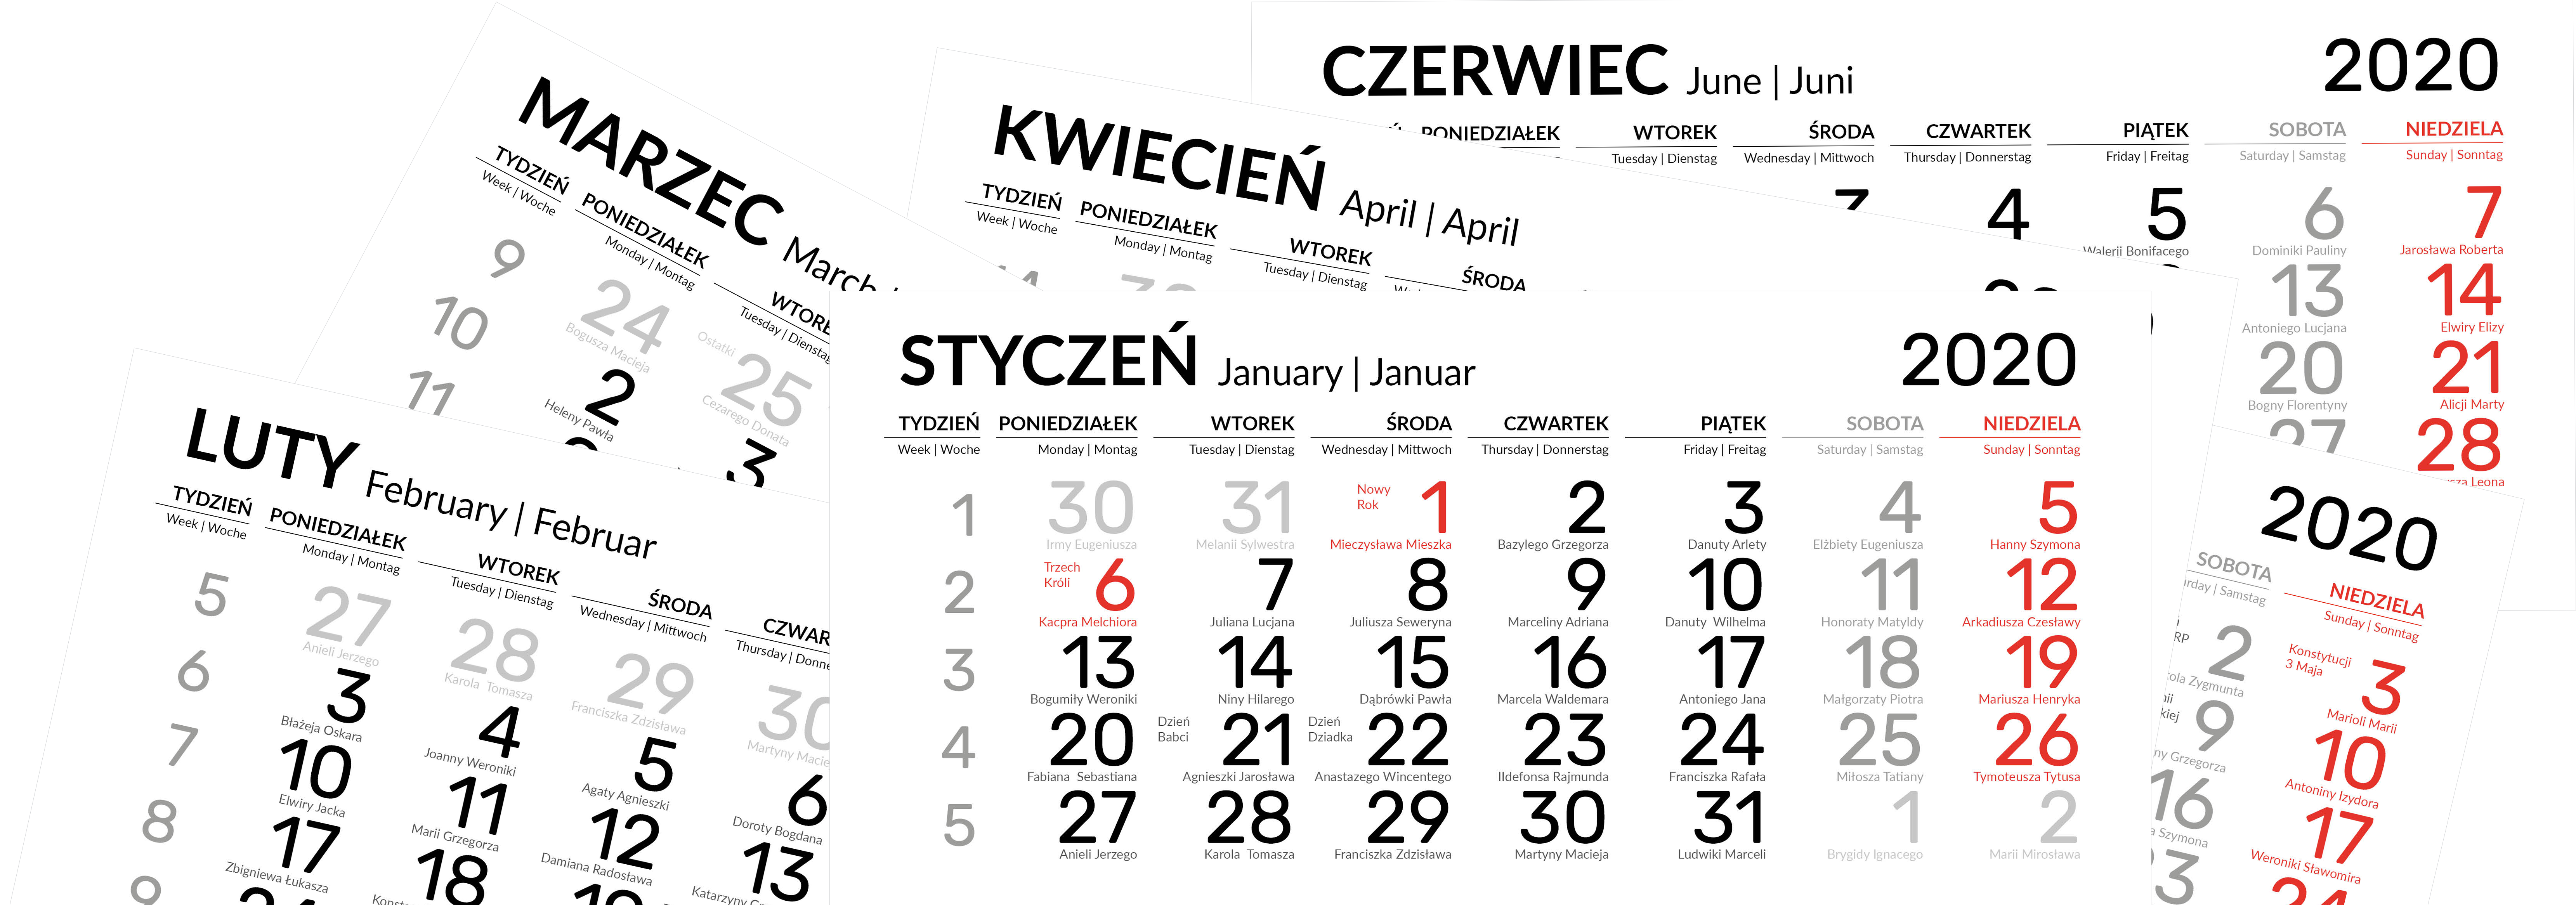 MARZEC March
TYDZIEŃ PONIEDZIAŁEK
Week | Woche Monday | Montag Tuesday | Dienstag
9 24 25
Bogusza Macieja Ostatki Cezarego Donata
10 2 3
Heleny Pawła
11
KWIECIEŃ April | April
TYDZIEŃ PONIEDZIAŁEK WTOREK ŚRODA
Week | Woche Monday | Montag Tuesday | Dienstag
CZERWIEC June | Juni 2020
PONIEDZIAŁEK WTOREK ŚRODA CZWARTEK PIĄTEK SOBOTA NIEDZIELA
Tuesday | Dienstag Wednesday | Mittwoch Thursday | Donnerstag Friday | Freitag Saturday | Samstag Sunday | Sonntag
3 4 5 6 7
Walerii Bonifacego Dominiki Pauliny Jarosława Roberta
13 14
Antoniego Lucjana Elwiry Elizy
20 21
Bogny Florentyny Alicji Marty
27 28
Leona
LUTY February | Februar
TYDZIEŃ PONIEDZIAŁEK WTOREK ŚRODA
Week | Woche Monday | Montag Tuesday | Dienstag Wednesday | Mittwoch
5 27 28 29 30
Anieli Jerzego Karola Tomasza Franciszka Zdzisława Martyny
6 3 4 5 6
Błażeja Oskara Joanny Weroniki Agaty Agnieszki Doroty Bogdana
7 10 11 12 13
Elwiry Jacka Marii Grzegorza Damiana Radosława Katarzyny
8 17 18
Zbigniewa Łukasza
9
STYCZEŃ January | Januar 2020
TYDZIEŃ PONIEDZIAŁEK WTOREK ŚRODA CZWARTEK PIĄTEK SOBOTA NIEDZIELA
Week | Woche Monday | Montag Tuesday | Dienstag Wednesday | Mittwoch Thursday | Donnerstag Friday | Freitag Saturday | Samstag Sunday | Sonntag
1 30 31 Nowy Rok 1 2 3 4 5
Irmy Eugeniusza Melanii Sylwestra Mieczysława Mieszka Bazylego Grzegorza Danuty Arlety Elżbiety Eugeniusza Hanny Szymona
2 Trzech Króli 6 7 8 9 10 11 12
Kacpra Melchiora Juliana Lucjana Juliusza Seweryna Marceliny Adriana Danuty Wilhelma Honoraty Matyldy Arkadiusza Czesławy
3 13 14 15 16 17 18 19
Bogumiły Weroniki Niny Hilarego Dąbrówki Pawła Marcela Waldemara Antoniego Jana Małgorzaty Piotra Mariusza Henryka
4 20 Dzień Babci 21 Dzień Dziadka 22 23 24 25 26
Fabiana Sebastiana Agnieszki Jarosława Anastazego Wincentego Ildefonsa Rajmunda Franciszka Rafała Miłosza Tatiany Tymoteusza Tytusa
5 27 28 29 30 31 1 2
Anieli Jerzego Karola Tomasza Franciszka Zdzisława Martyny Macieja Ludwiki Marceli Brygidy Ignacego Marii Mirosława
2020
SOBOTA NIEDZIELA
Samstag Sunday | Sonntag
RP 2 Konstytucji 3 Maja 3
Zygmunta Marioli Marii
9 10
Grzegorza Antoniny Izydora
16 17
Szymona Weroniki Sławomira
24